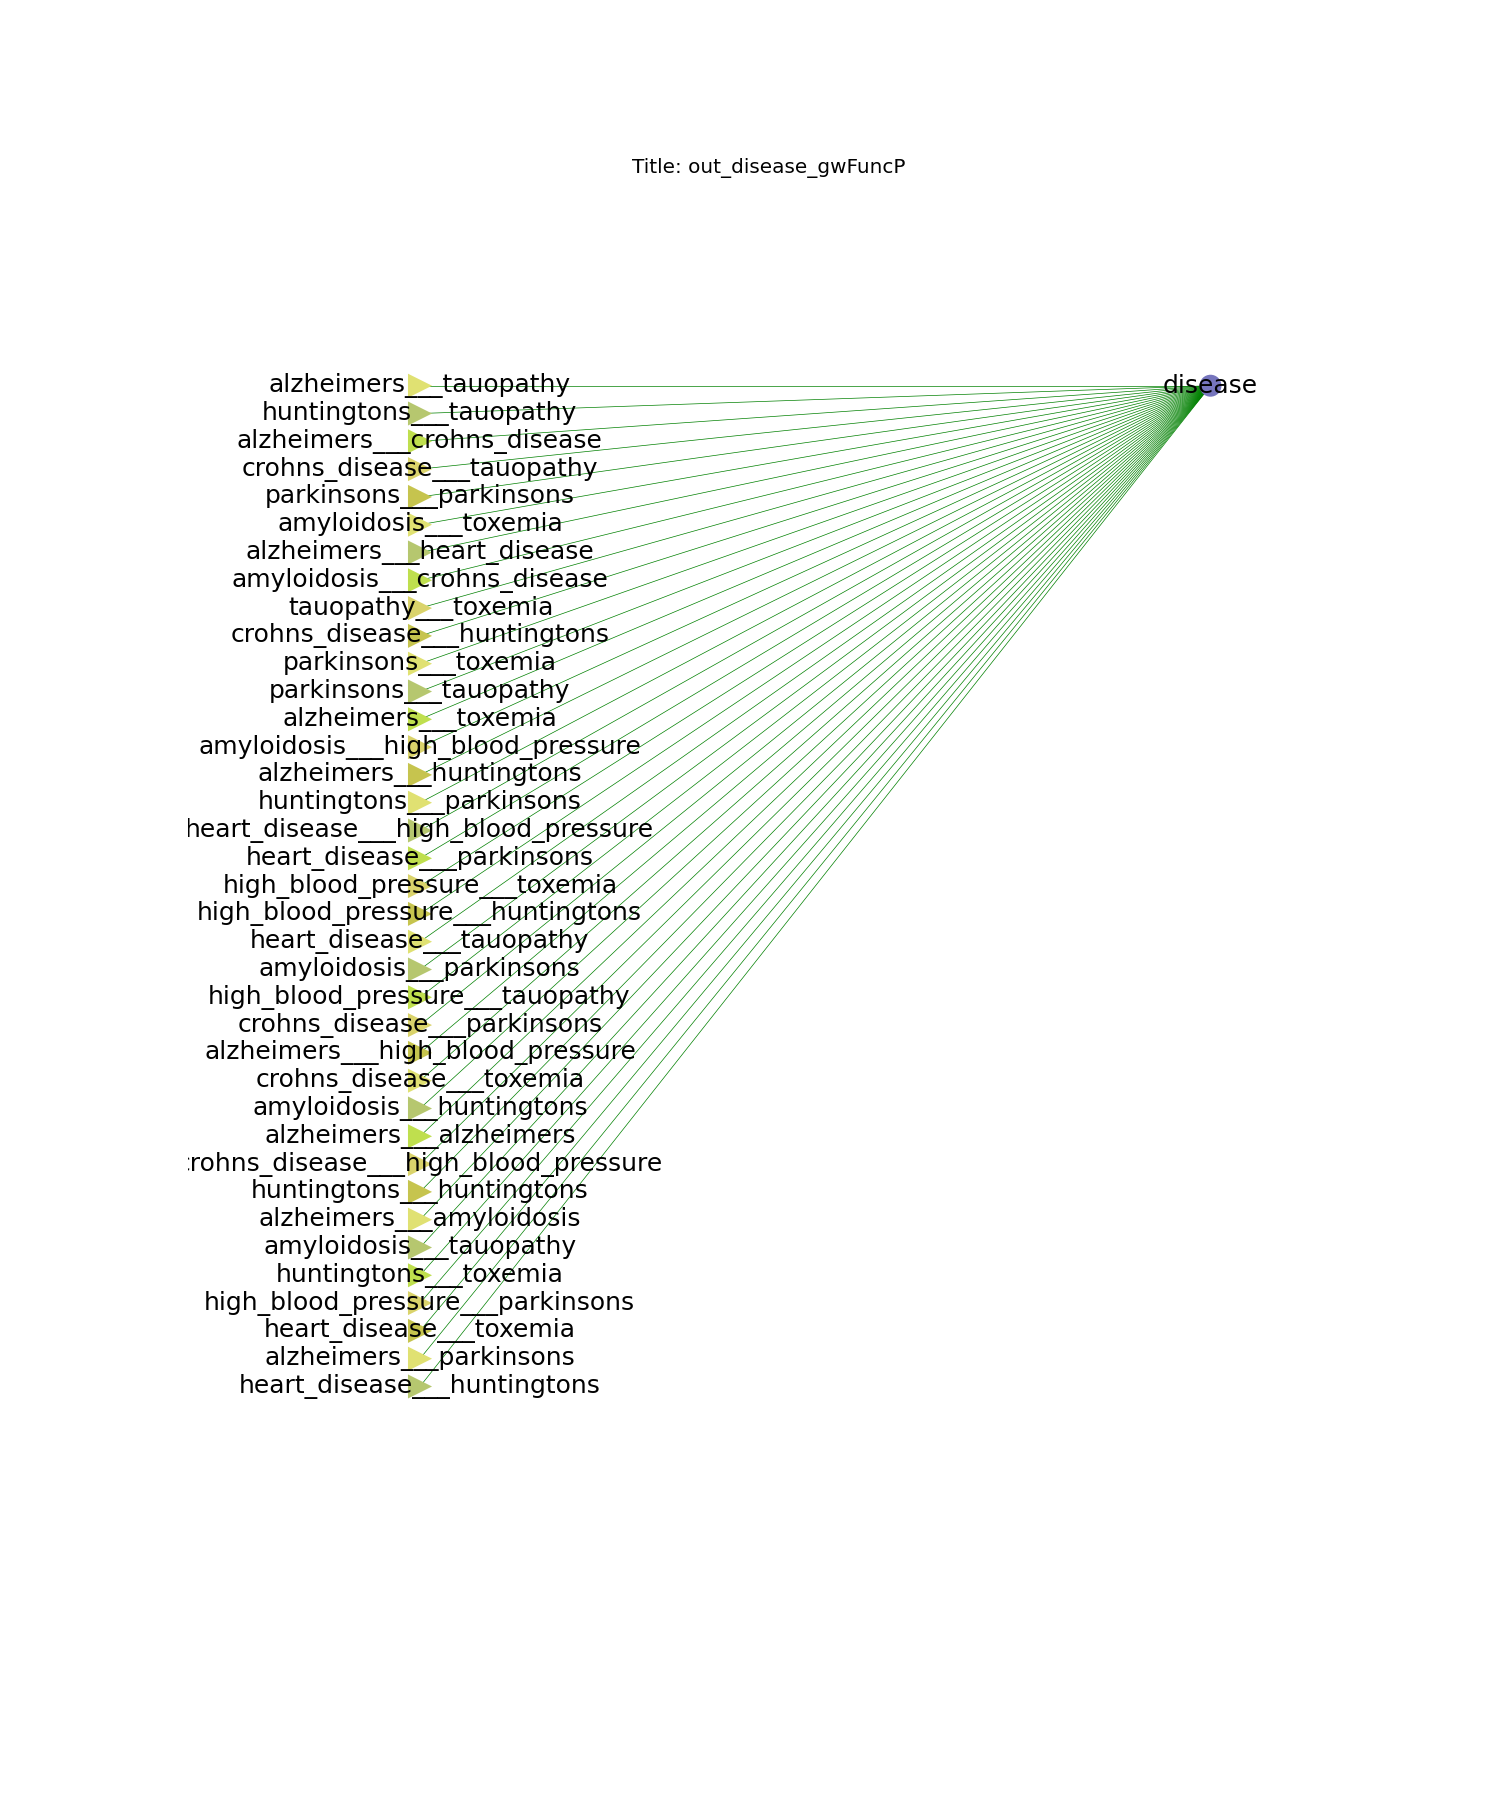 Title: out_disease_gwFuncP
alzheimers___tauopathy
disease
huntingtons___tauopathy
alzheimers___crohns_disease
crohns_disease___tauopathy
parkinsons___parkinsons
amyloidosis___toxemia
alzheimers___heart_disease
amyloidosis___crohns_disease
tauopathy___toxemia
crohns_disease___huntingtons
parkinsons___toxemia
parkinsons___tauopathy
alzheimers___toxemia
amyloidosis___high_blood_pressure
alzheimers___huntingtons
huntingtons___parkinsons
heart_disease___high_blood_pressure
heart_disease___parkinsons
high_blood_pressure___toxemia
high_blood_pressure___huntingtons
heart_disease___tauopathy
amyloidosis___parkinsons
high_blood_pressure___tauopathy
crohns_disease___parkinsons
alzheimers___high_blood_pressure
crohns_disease___toxemia
amyloidosis___huntingtons
alzheimers___alzheimers
crohns_disease___high_blood_pressure
huntingtons___huntingtons
alzheimers___amyloidosis
amyloidosis___tauopathy
huntingtons___toxemia
high_blood_pressure___parkinsons
heart_disease___toxemia
alzheimers___parkinsons
heart_disease___huntingtons